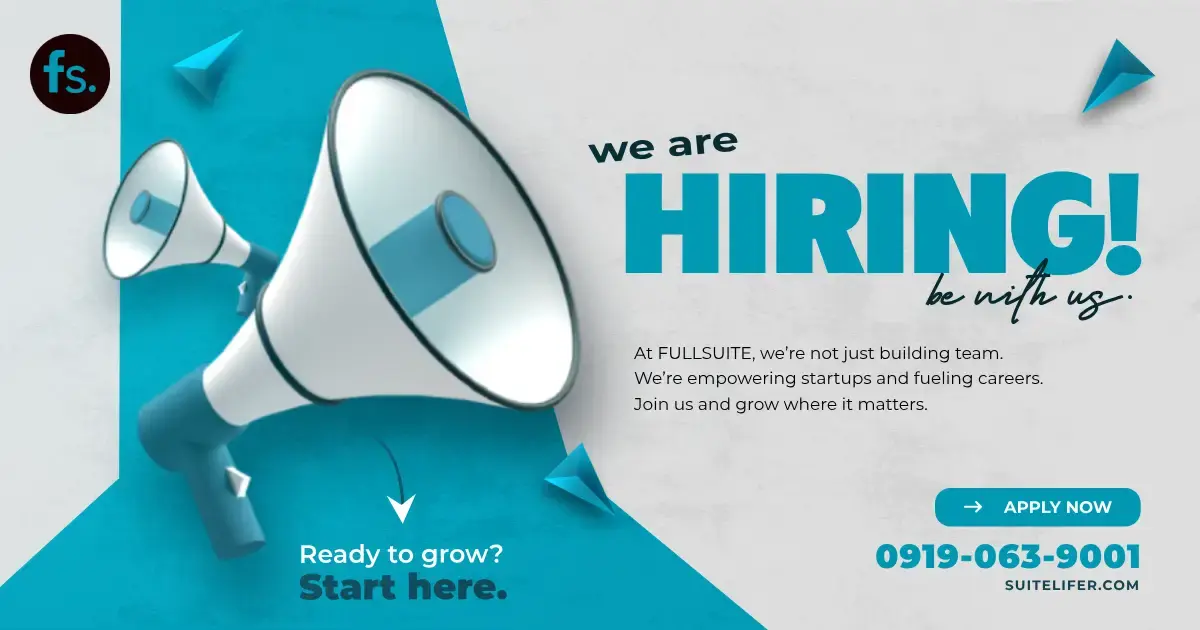 fs.
we are
HIRING!
be with us.
At FULLSUITE, we’re not just building team.
We’re empowering startups and fueling careers.
Join us and grow where it matters.
Ready to grow?
Start here.
→ APPLY NOW
0919-063-9001
SUITELIFER.COM